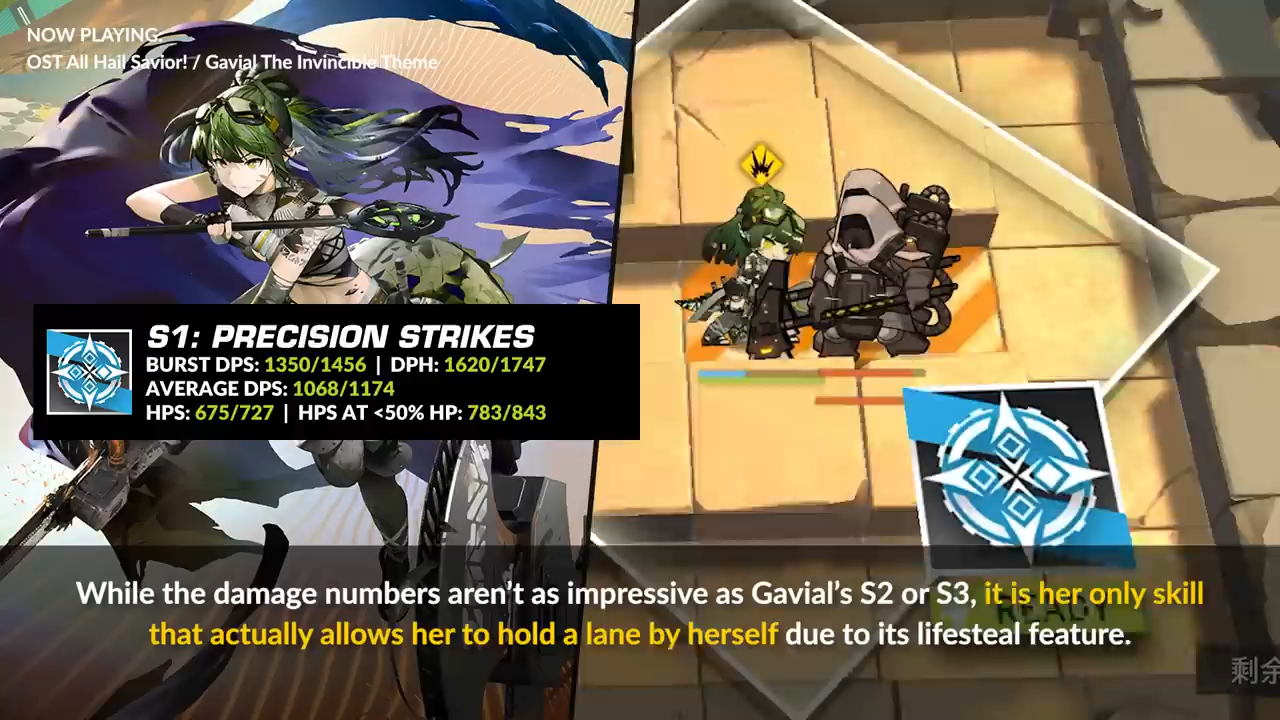 NOW PLAYING:
OST All Hail Savior! / Gavial The Invincible Theme
S1: PRECISION STRIKES
BURST DPS: 1350/1456 | DPH: 1620/1747
AVERAGE DPS: 1068/1174
HPS: 675/727 | HPS AT <50% HP: 783/843
While the damage numbers aren't as impressive as Gavial's S2 or S3, it is her only skill
that actually allows her to hold a lane by herself due to its lifesteal feature.
READY
剩余